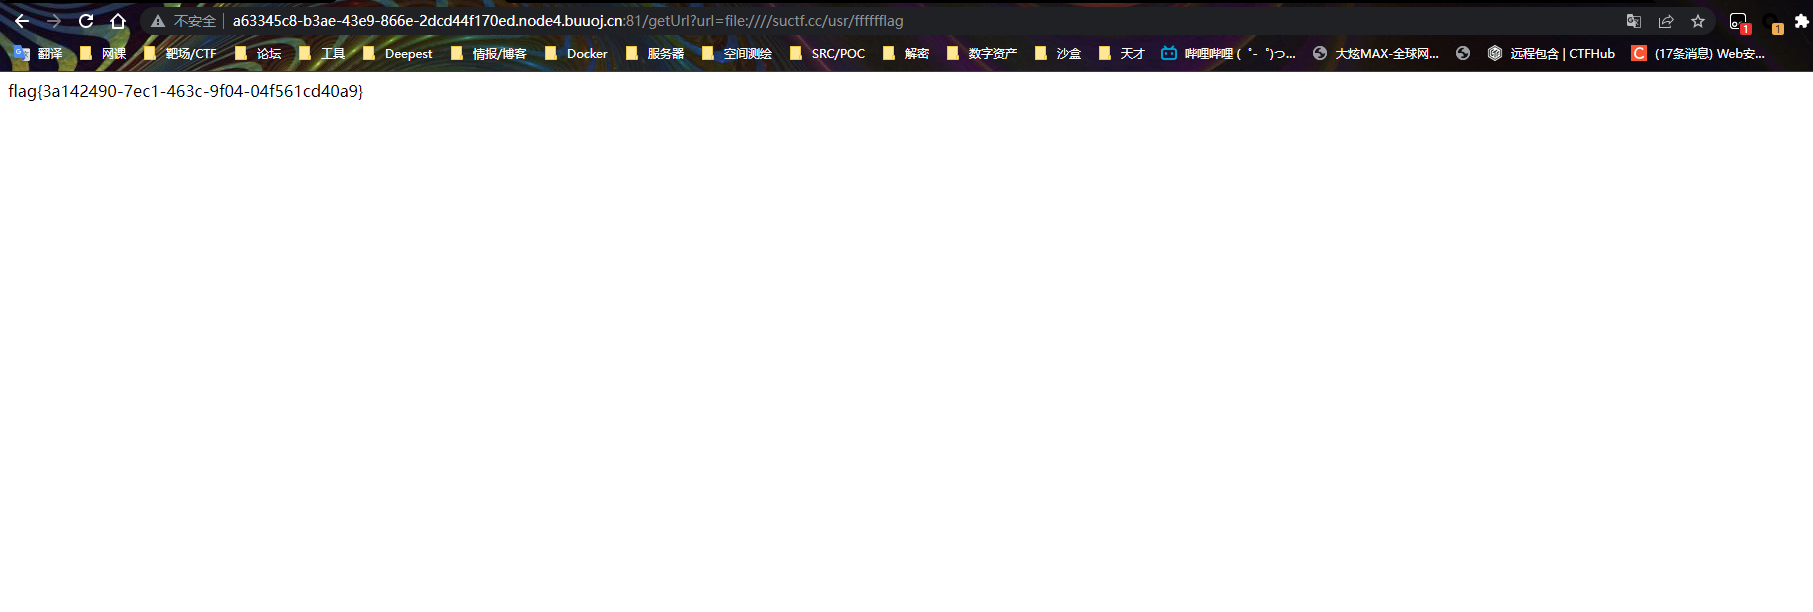 不安全 a63345c8-b3ae-43e9-866e-2dcd44f170ed.node4.buuoj.cn:81/getUrl?url=file:////suctf.cc/usr/fffffflag
翻译 网课 靶场/CTF 论坛 工具 Deepest 情报/博客 Docker 服务器 空间测绘 SRC/POC 解密 数字资产 沙盒 天才 哔哩哔哩 ( ゜- ゜)つ... 大炫MAX-全球网... 远程包含 | CTFHub (17条消息) Web安...
flag{3a142490-7ec1-463c-9f04-04f561cd40a9}